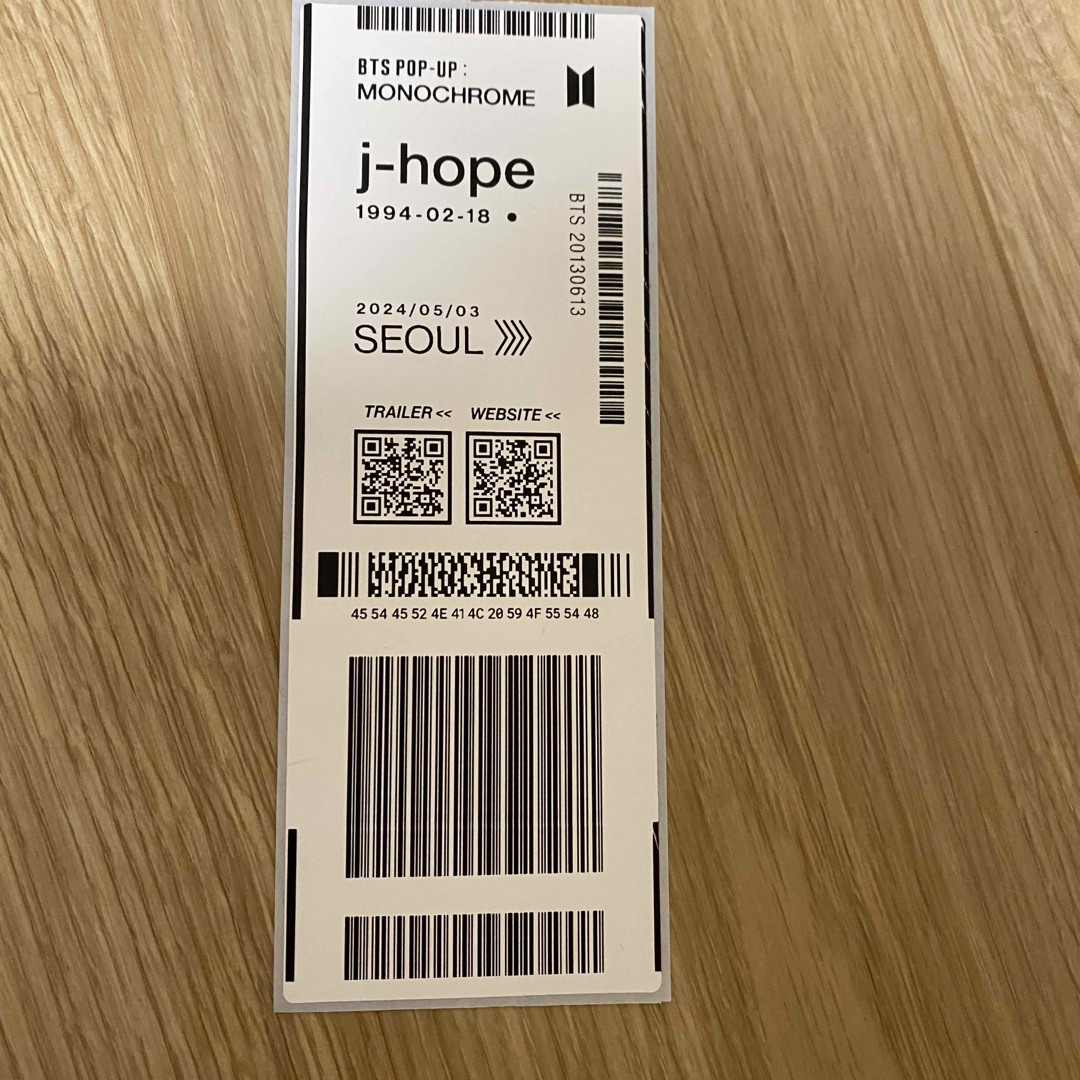 BTS POP-UP :
MONOCHROME
j-hope
1994-02-18 •
BTS 20130613
2024/05/03
SEOUL
TRAILER << WEBSITE <<
45 54 45 52 4E 41 4C 20 59 4F 55 54 48